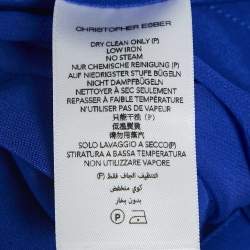 CHRISTOPHER ESBER
DRY CLEAN ONLY (P)
LOW IRON
NO STEAM
NUR CHEMISCHE REINIGUNG (P)
AUF NIEDRIGSTER STUFE BÜGELN
NICHT DAMPFBÜGELN
NETTOYER À SEC SEULEMENT
REPASSER À FAIBLE TEMPÉRATURE
N'UTILISER PAS DE VAPEUR
只能干洗 (P)
低温熨烫
请勿用蒸汽
SOLO LAVAGGIO A SECCO(P)
STIRATURA A BASSA TEMPERATURA
NON UTILIZZARE VAPORE
التنظيف الجاف فقط (P)
كوي منخفض
بدون بخار
P